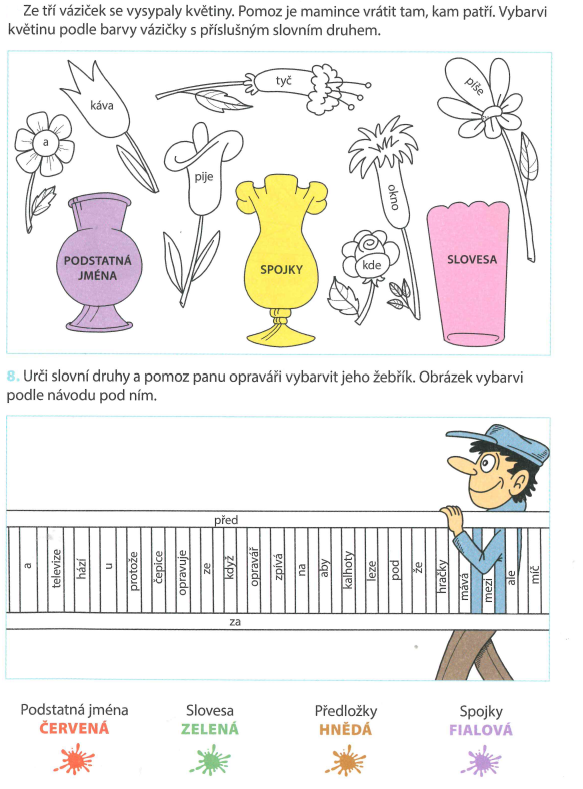 Ze tří váziček se vysypaly květiny. Pomoz je mamince vrátit tam, kam patří. Vybarvi
květinu podle barvy vázičky s příslušným slovním druhem.
káva
tyč
píše
a
pije
okno
kde
PODSTATNÁ
JMÉNA
SPOJKY
SLOVESA
8. Urči slovní druhy a pomoz panu opraváři vybarvit jeho žebřík. Obrázek vybarvi
podle návodu pod ním.
před
a
televize
hází
u
protože
čepice
opravuje
ze
když
opravář
zpívá
na
aby
kalhoty
leze
pod
že
hračky
mává
mezi
ale
míč
za
Podstatná jména
ČERVENÁ
Slovesa
ZELENÁ
Předložky
HNĚDÁ
Spojky
FIALOVÁ